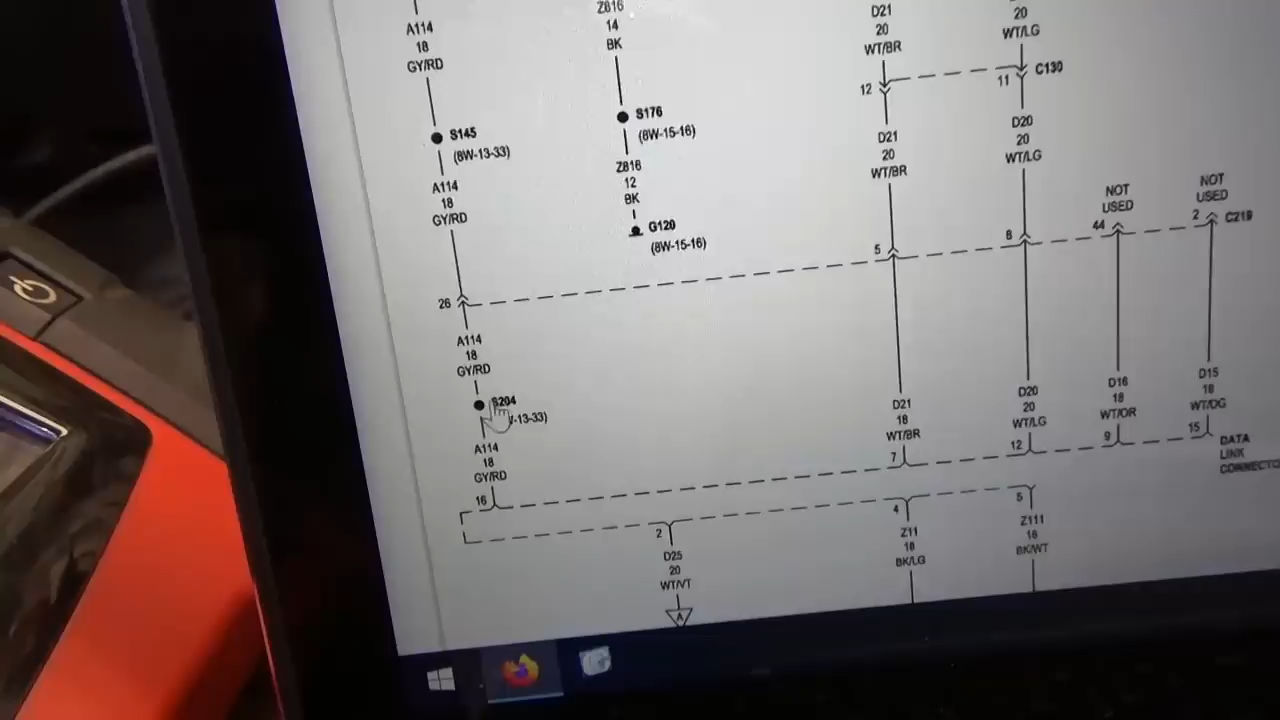 A114
18
GY/RD
Z816
14
BK
D21
20
WT/BR
20
WT/LG
12
11
C130
S145
(8W-13-33)
S176
(8W-15-16)
D21
20
WT/BR
D20
20
WT/LG
A114
18
GY/RD
Z816
12
BK
G120
(8W-15-16)
NOT
USED
NOT
USED
26
5
8
44
2
C219
A114
18
GY/RD
S204
-13-33)
A114
18
GY/RD
16
D21
18
WT/BR
7
D20
20
WT/LG
12
D16
18
WT/OR
9
D15
18
WT/DG
15
DATA
LINK
2
D25
20
WT/VT
A
4
Z11
18
BK/LG
5
Z111
18
BK/WT